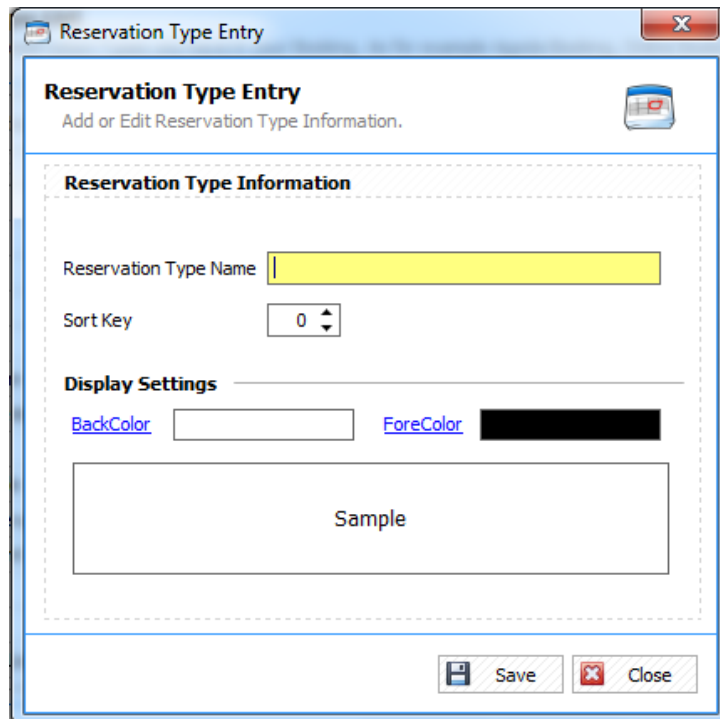 Reservation Type Entry
Reservation Type Entry
Add or Edit Reservation Type Information.
Reservation Type Information
Reservation Type Name
Sort Key 0
Display Settings
BackColor ForeColor
Sample
Save Close